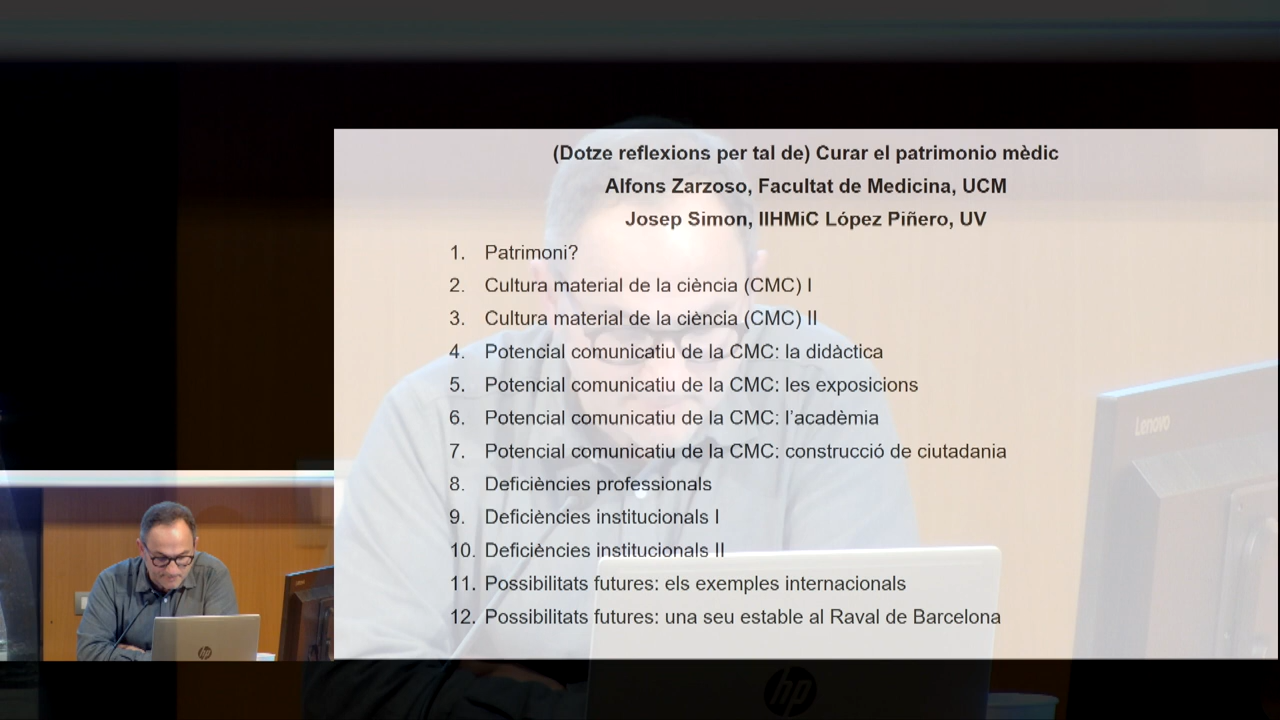 (Dotze reflexions per tal de) Curar el patrimonio mèdic
Alfons Zarzoso, Facultat de Medicina, UCM
Josep Simon, IIHMiC López Piñero, UV
1. Patrimoni?
2. Cultura material de la ciència (CMC) I
3. Cultura material de la ciència (CMC) II
4. Potencial comunicatiu de la CMC: la didàctica
5. Potencial comunicatiu de la CMC: les exposicions
6. Potencial comunicatiu de la CMC: l’acadèmia
7. Potencial comunicatiu de la CMC: construcció de ciutadania
8. Deficiències professionals
9. Deficiències institucionals I
10. Deficiències institucionals II
11. Possibilitats futures: els exemples internacionals
12. Possibilitats futures: una seu estable al Raval de Barcelona
Lenovo
hp
hp